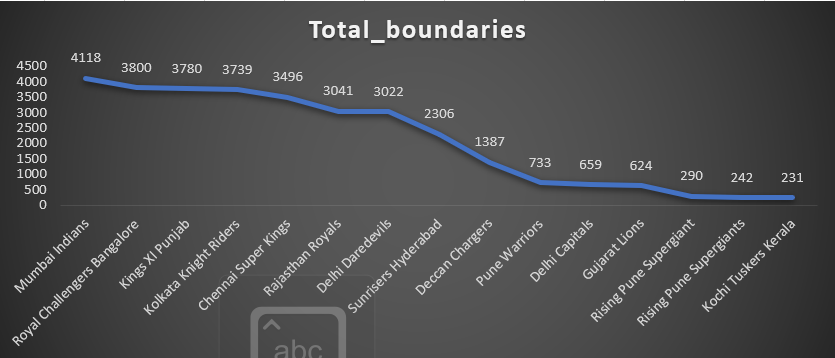 Total_boundaries
4118
3800
3780
3739
3496
3041
3022
2306
1387
733
659
624
290
242
231
4500
4000
3500
3000
2500
2000
1500
1000
500
0
Mumbai Indians
Royal Challengers Bangalore
Kings XI Punjab
Kolkata Knight Riders
Chennai Super Kings
Rajasthan Royals
Delhi Daredevils
Sunrisers Hyderabad
Deccan Chargers
Pune Warriors
Delhi Capitals
Gujarat Lions
Rising Pune Supergiant
Rising Pune Supergiants
Kochi Tuskers Kerala
abc